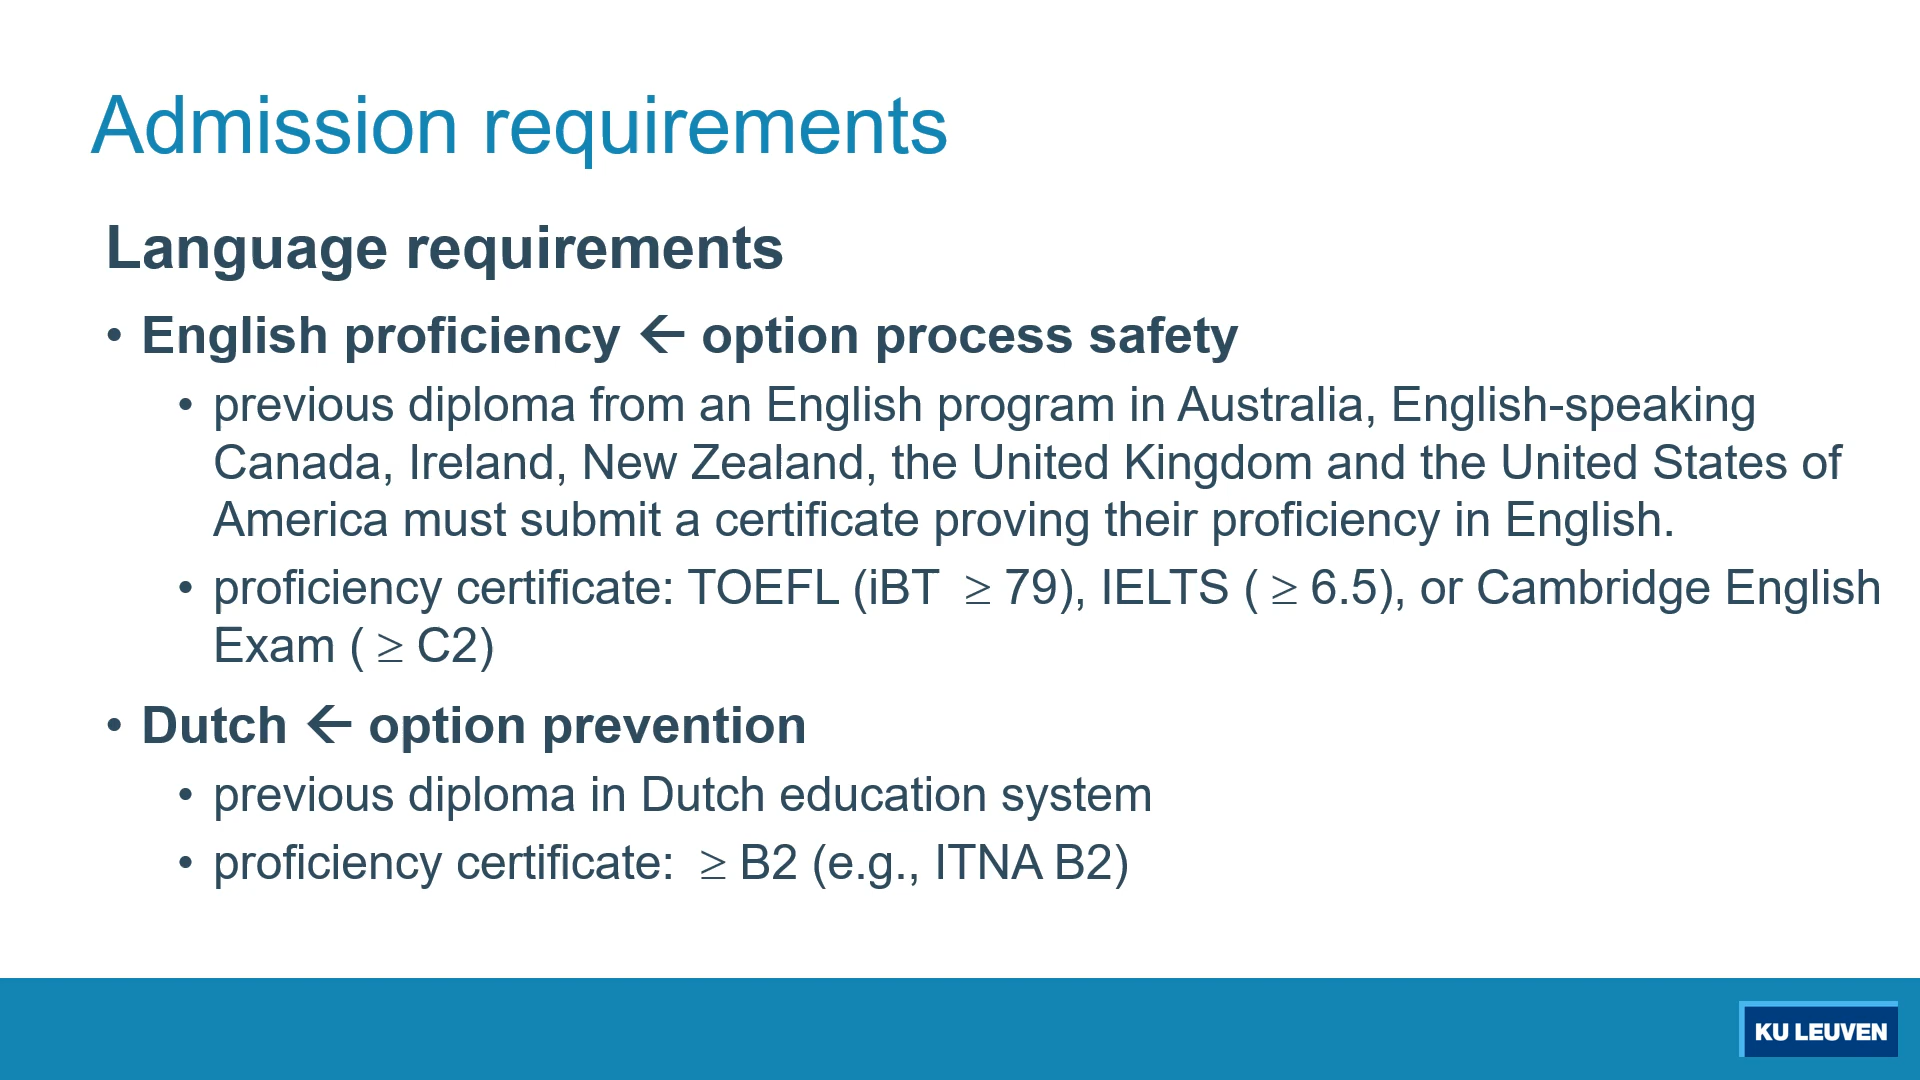 Admission requirements
Language requirements
• English proficiency ← option process safety
• previous diploma from an English program in Australia, English-speaking
Canada, Ireland, New Zealand, the United Kingdom and the United States of
America must submit a certificate proving their proficiency in English.
• proficiency certificate: TOEFL (iBT ≥ 79), IELTS ( ≥ 6.5), or Cambridge English
Exam ( ≥ C2)
• Dutch ← option prevention
• previous diploma in Dutch education system
• proficiency certificate: ≥ B2 (e.g., ITNA B2)
KU LEUVEN